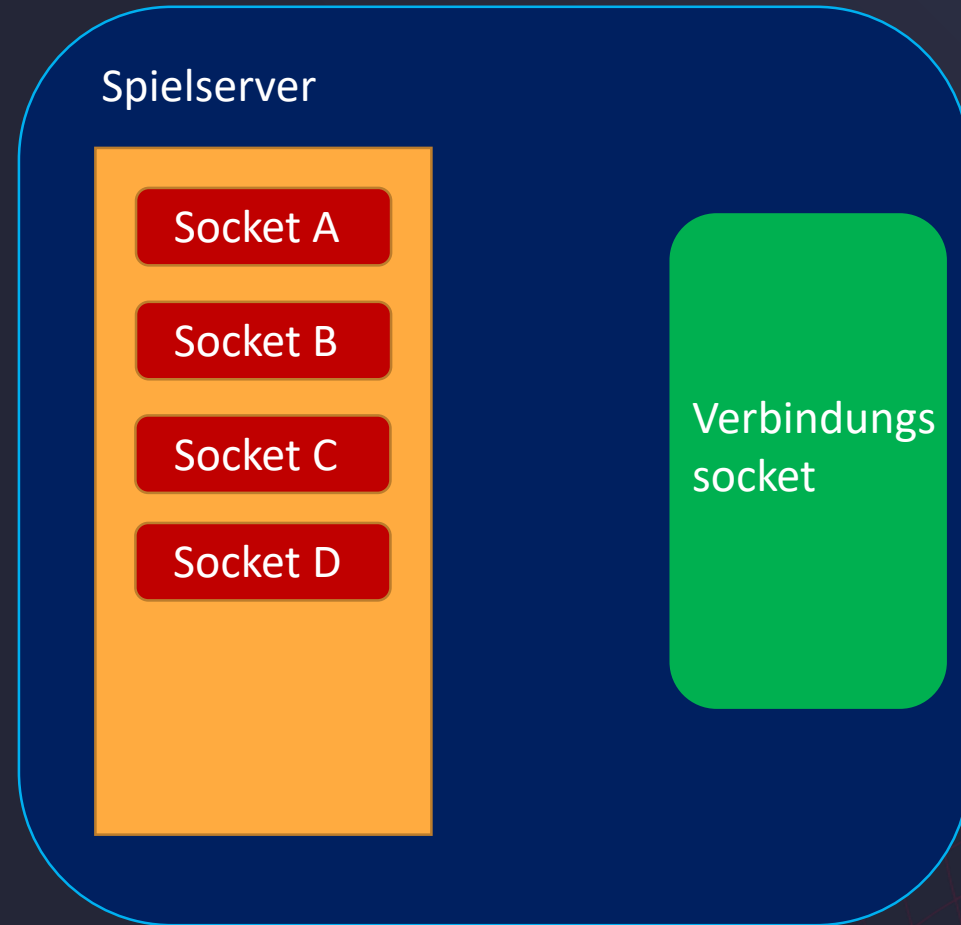 Spielserver
Socket A
Socket B
Socket C
Socket D
Verbindungs
socket